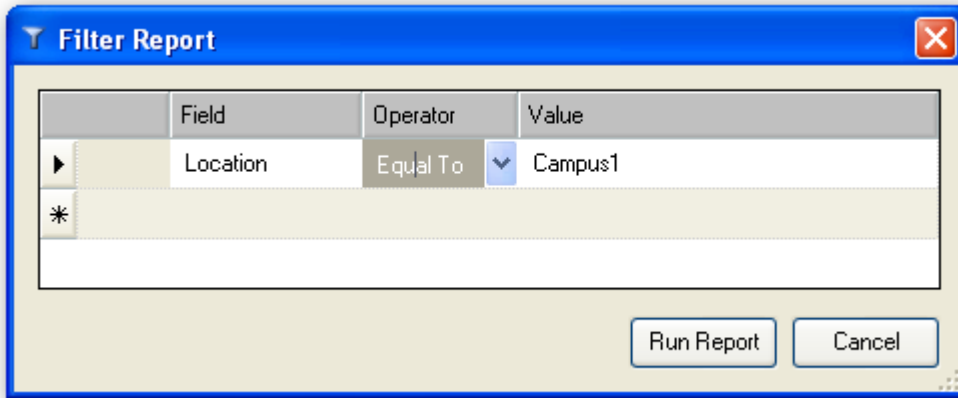 Filter Report
Field Operator Value
Location Equal To Campus1
Run Report Cancel